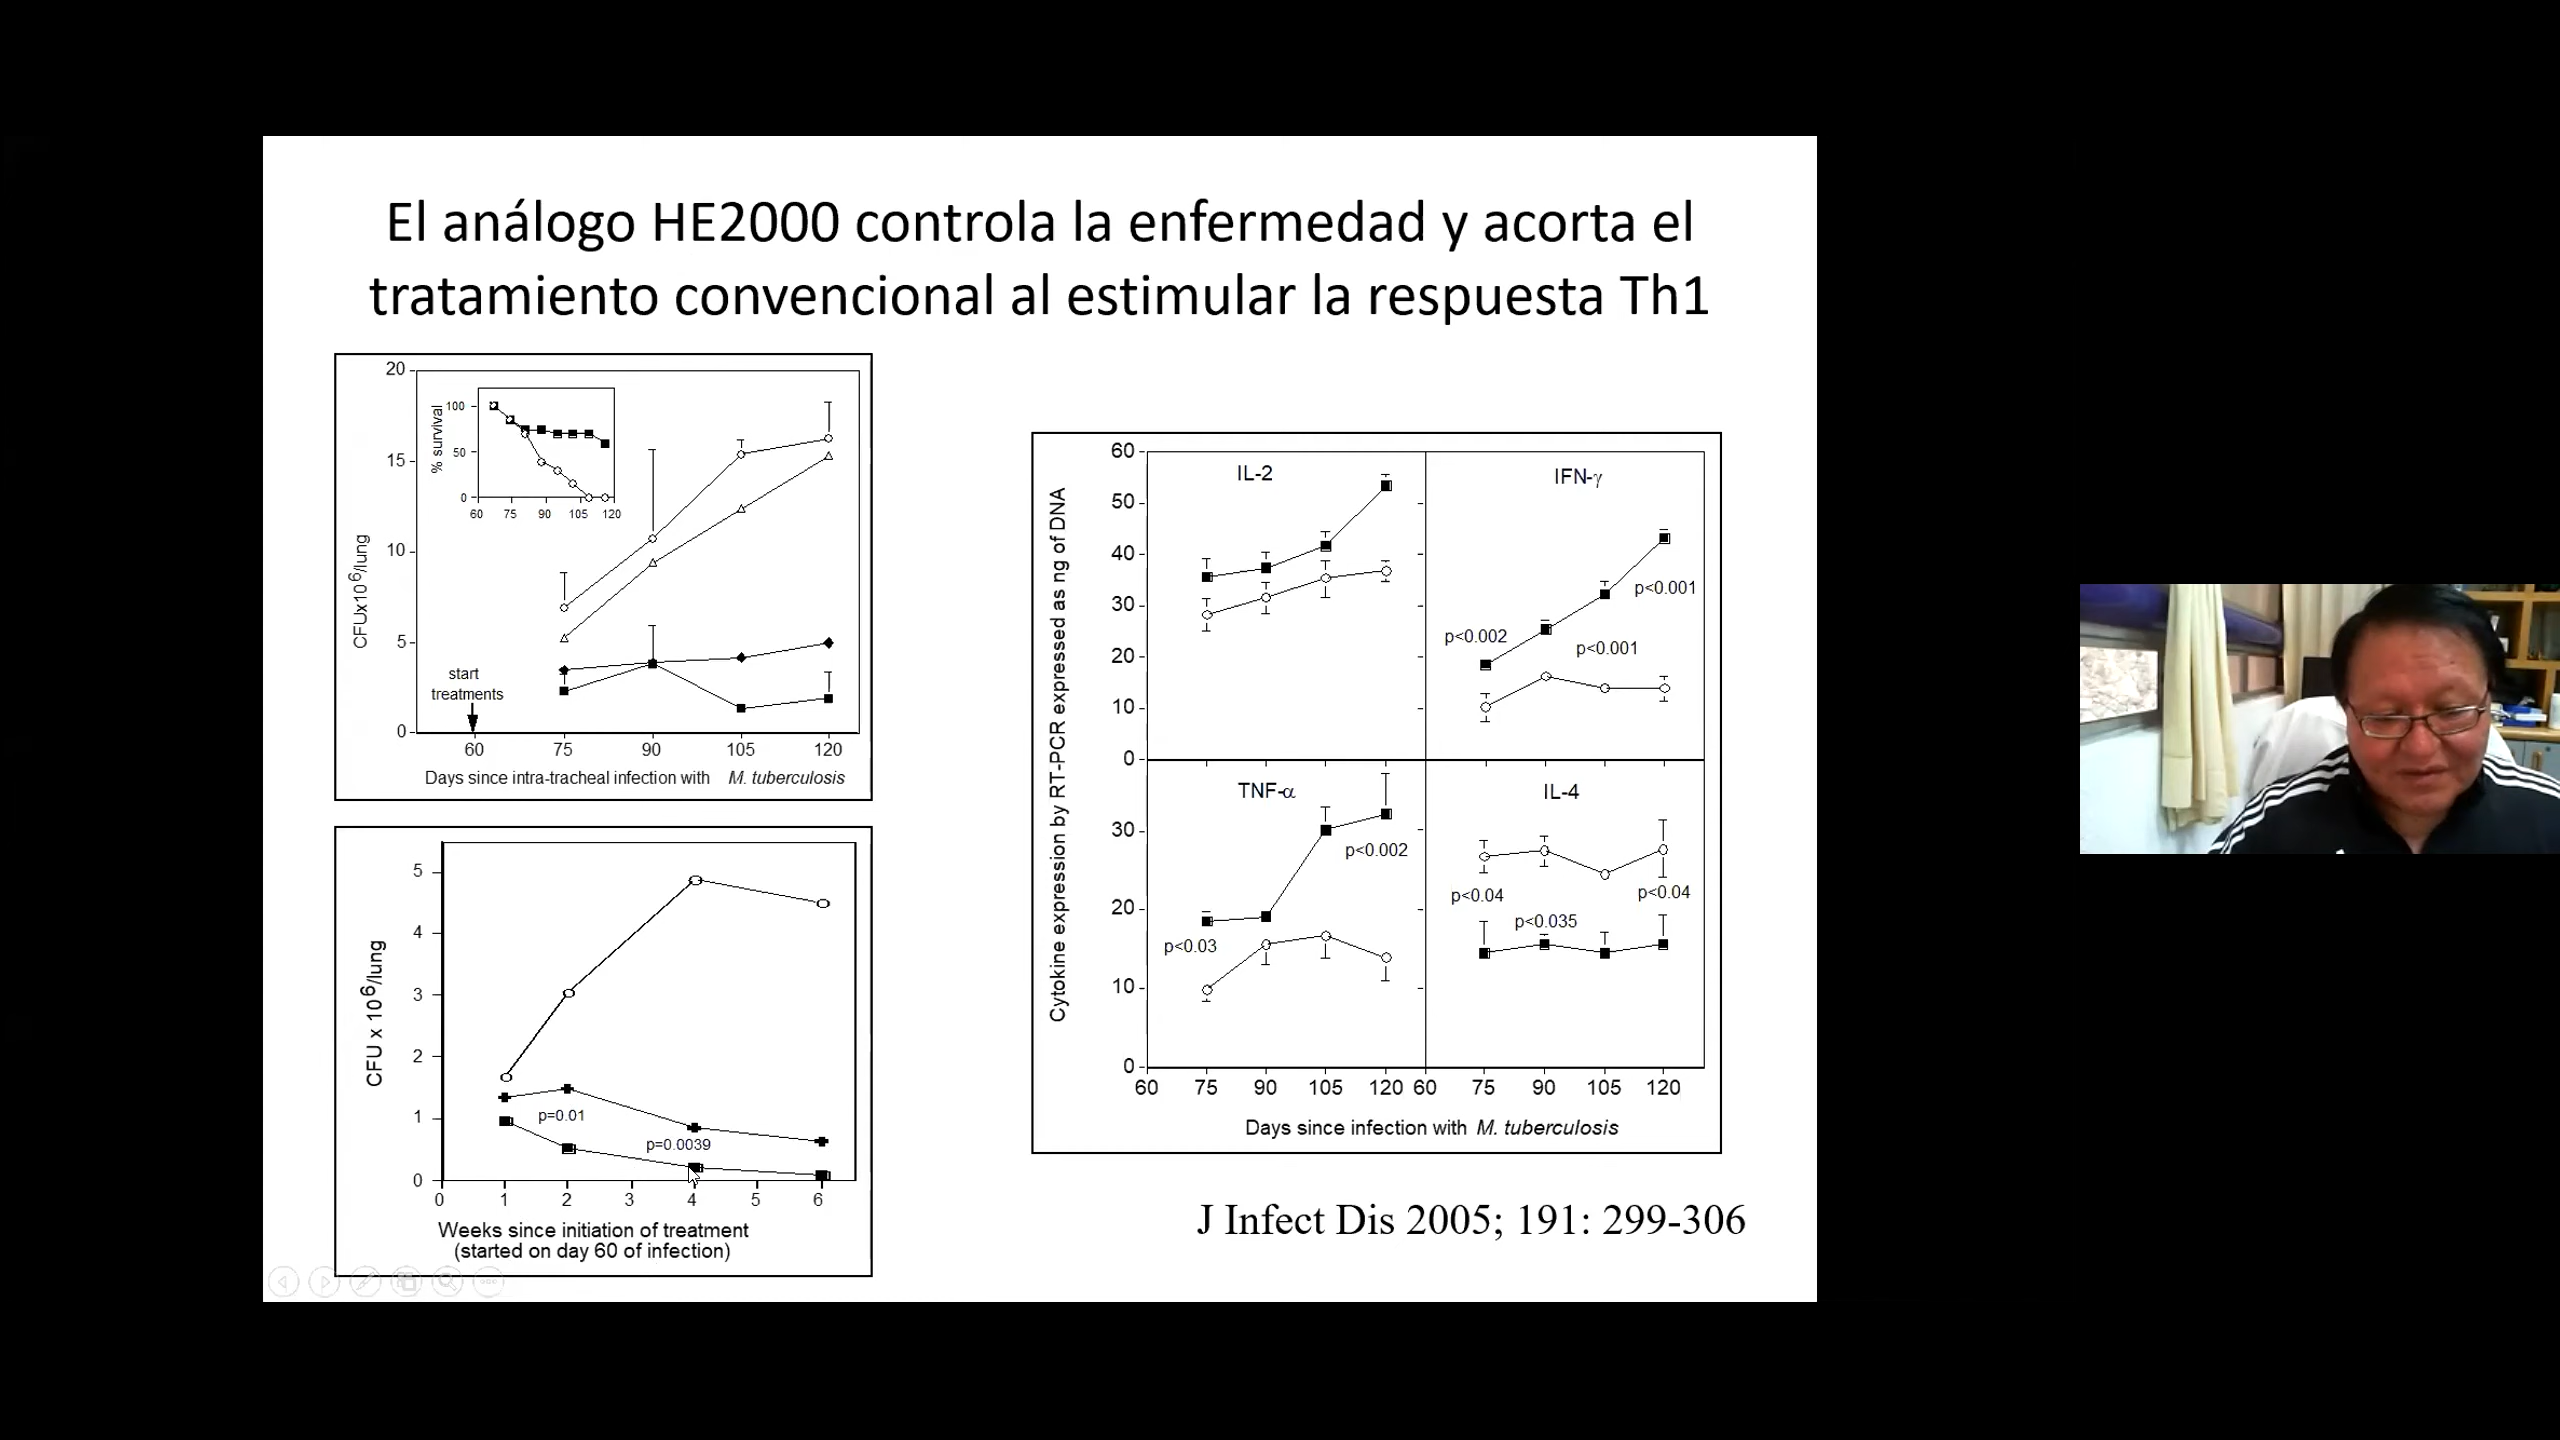 El análogo HE2000 controla la enfermedad y acorta el
tratamiento convencional al estimular la respuesta Th1
20
15
10
5
0
CFUx10⁶/lung
% survival
100
50
0
60 75 90 105 120
start
treatments
60 75 90 105 120
Days since intra-tracheal infection with M. tuberculosis
5
4
3
2
1
0
CFU x 10⁶/lung
p=0.01
p=0.0039
0 1 2 3 4 5 6
Weeks since initiation of treatment
(started on day 60 of infection)
Cytokine expression by RT-PCR expressed as ng of DNA
60
50
40
30
20
10
0
IL-2
IFN-γ
p<0.002
p<0.001
p<0.001
30
20
10
0
TNF-α
p<0.03
p<0.002
IL-4
p<0.04
p<0.035
p<0.04
60 75 90 105 120 60 75 90 105 120
Days since infection with M. tuberculosis
J Infect Dis 2005; 191: 299-306